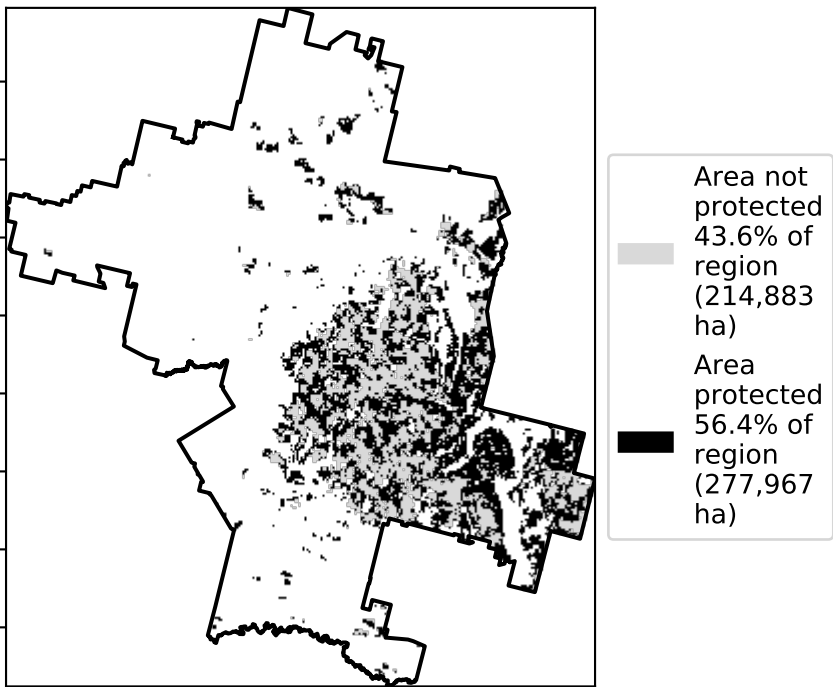 Area not
protected
43.6% of
region
(214,883
ha)
Area
protected
56.4% of
region
(277,967
ha)